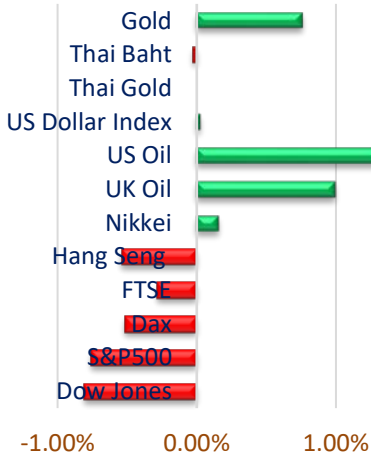 Gold
Thai Baht
Thai Gold
US Dollar Index
US Oil
UK Oil
Nikkei
Hang Seng
FTSE
Dax
S&P500
Dow Jones
-1.00% 0.00% 1.00%